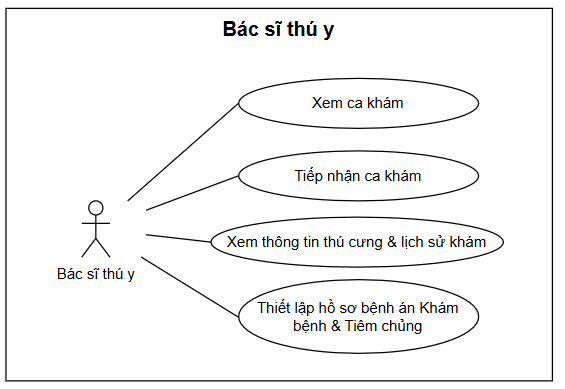 Bác sĩ thú y
Xem ca khám
Tiếp nhận ca khám
Xem thông tin thú cưng & lịch sử khám
Bác sĩ thú y
Thiết lập hồ sơ bệnh án Khám
bệnh & Tiêm chủng